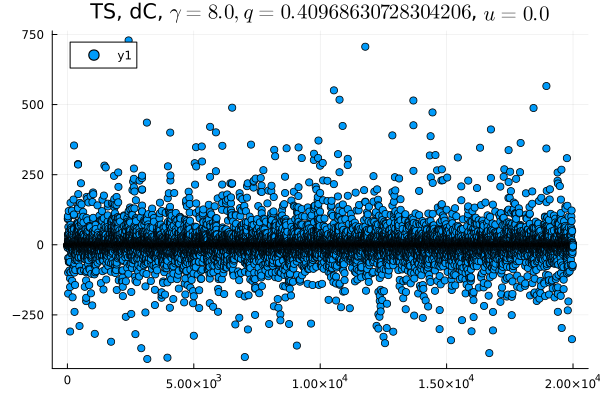 TS, dC, γ = 8.0, q = 0.40968630728304206, u = 0.0
750
y1
500
250
0
−250
0 5.00×10³ 1.00×10⁴ 1.50×10⁴ 2.00×10⁴